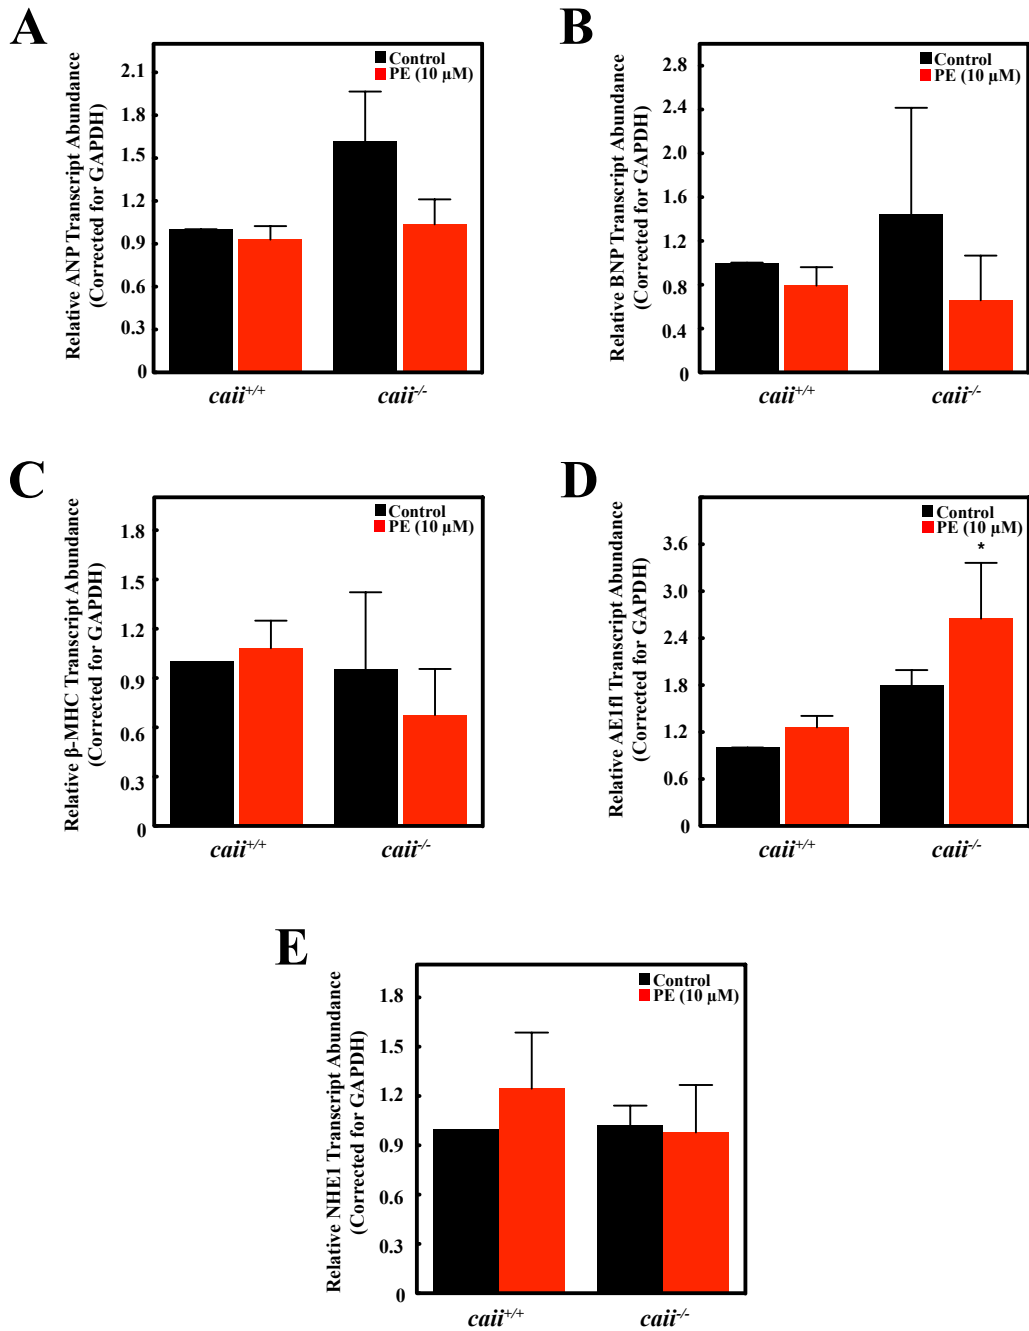 A
Relative ANP Transcript Abundance
(Corrected for GAPDH)
2.1
1.8
1.5
1.2
0.9
0.6
0.3
0
Control
PE (10 µM)
caii+/+
caii-/-
B
Relative BNP Transcript Abundance
(Corrected for GAPDH)
2.8
2.4
2.0
1.6
1.2
0.8
0.4
0
Control
PE (10 µM)
caii+/+
caii-/-
C
Relative β-MHC Transcript Abundance
(Corrected for GAPDH)
1.8
1.5
1.2
0.9
0.6
0.3
0
Control
PE (10 µM)
caii+/+
caii-/-
D
Relative AE1fl Transcript Abundance
(Corrected for GAPDH)
3.6
3.0
2.4
1.8
1.2
0.6
0
Control
PE (10 µM)
*
caii+/+
caii-/-
E
Relative NHE1 Transcript Abundance
(Corrected for GAPDH)
1.8
1.5
1.2
0.9
0.6
0.3
0
Control
PE (10 µM)
caii+/+
caii-/-